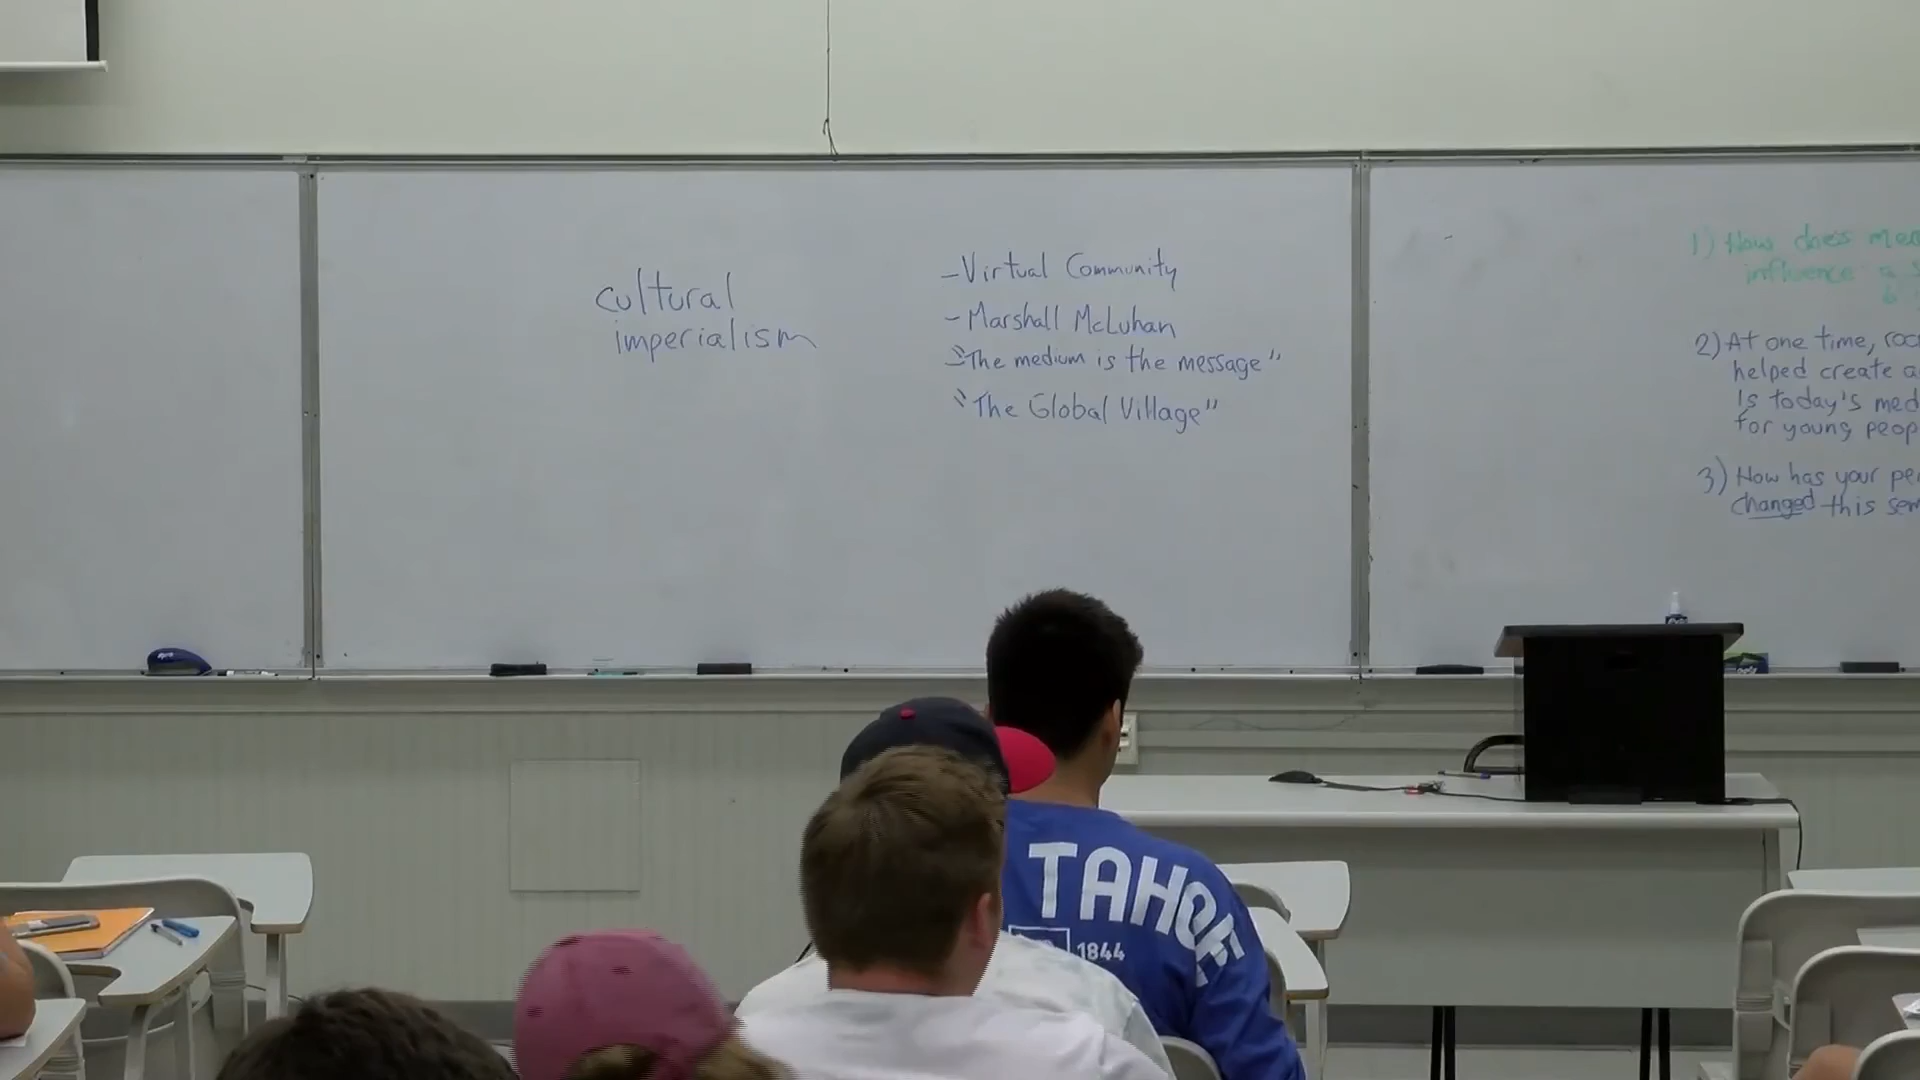 cultural
imperialism
- Virtual Community
- Marshall McLuhan
- "The medium is the message"
"The Global Village"
1) How does
influence a
2) At one time,
helped create
Is today's
for young
3) How has your
changed this
TAHOE
1844